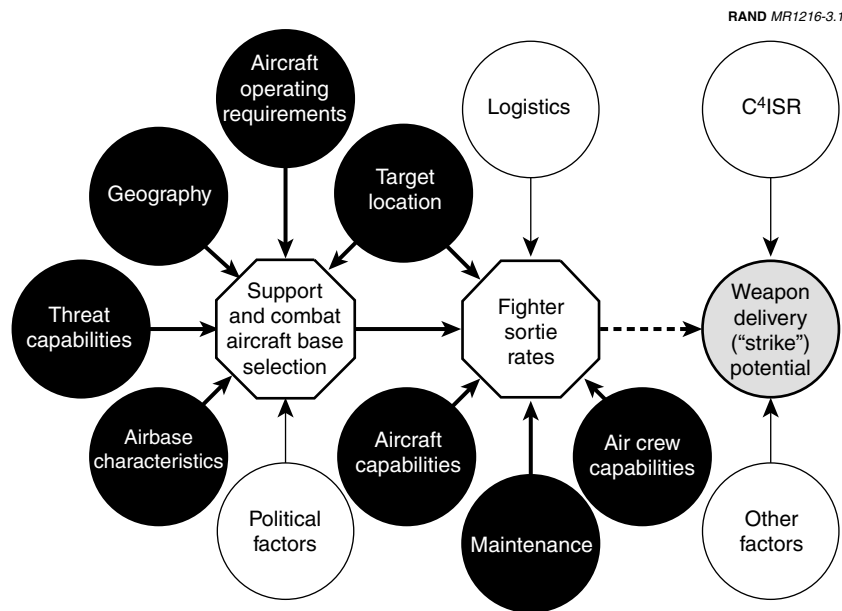 RAND MR1216-3.1
Aircraft
operating
requirements
Logistics
C⁴ISR
Geography
Target
location
Threat
capabilities
Support
and combat
aircraft base
selection
Fighter
sortie
rates
Weapon
delivery
(“strike”)
potential
Airbase
characteristics
Aircraft
capabilities
Air crew
capabilities
Political
factors
Maintenance
Other
factors